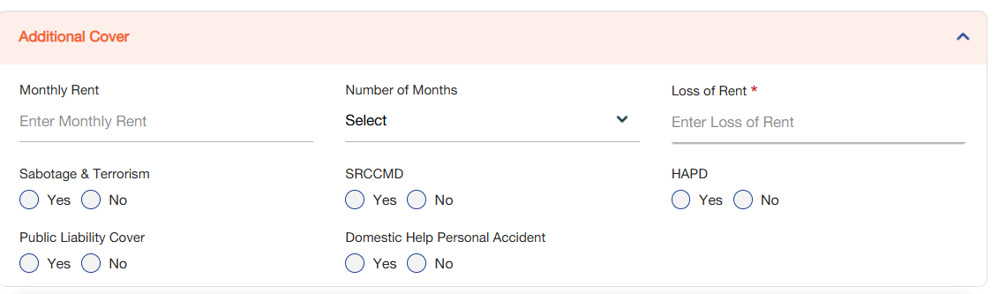 Additional Cover
Monthly Rent
Number of Months
Loss of Rent *
Enter Monthly Rent
Select
Enter Loss of Rent
Sabotage & Terrorism
SRCCMD
HAPD
Yes No
Yes No
Yes No
Public Liability Cover
Domestic Help Personal Accident
Yes No
Yes No